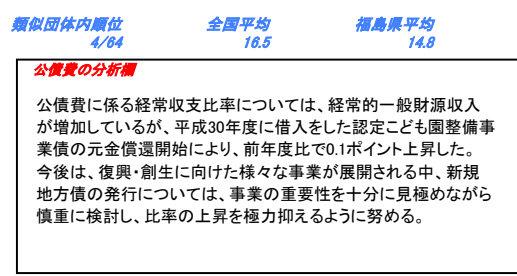 類似団体内順位 全国平均 福島県平均
4/64 16.5 14.8
公債費の分析欄
公債費に係る経常収支比率については、経常的一般財源収入
が増加しているが、平成30年度に借入をした認定こども園整備事
業債の元金償還開始により、前年度比で0.1ポイント上昇した。
今後は、復興・創生に向けた様々な事業が展開される中、新規
地方債の発行については、事業の重要性を十分に見極めながら
慎重に検討し、比率の上昇を極力抑えるように努める。